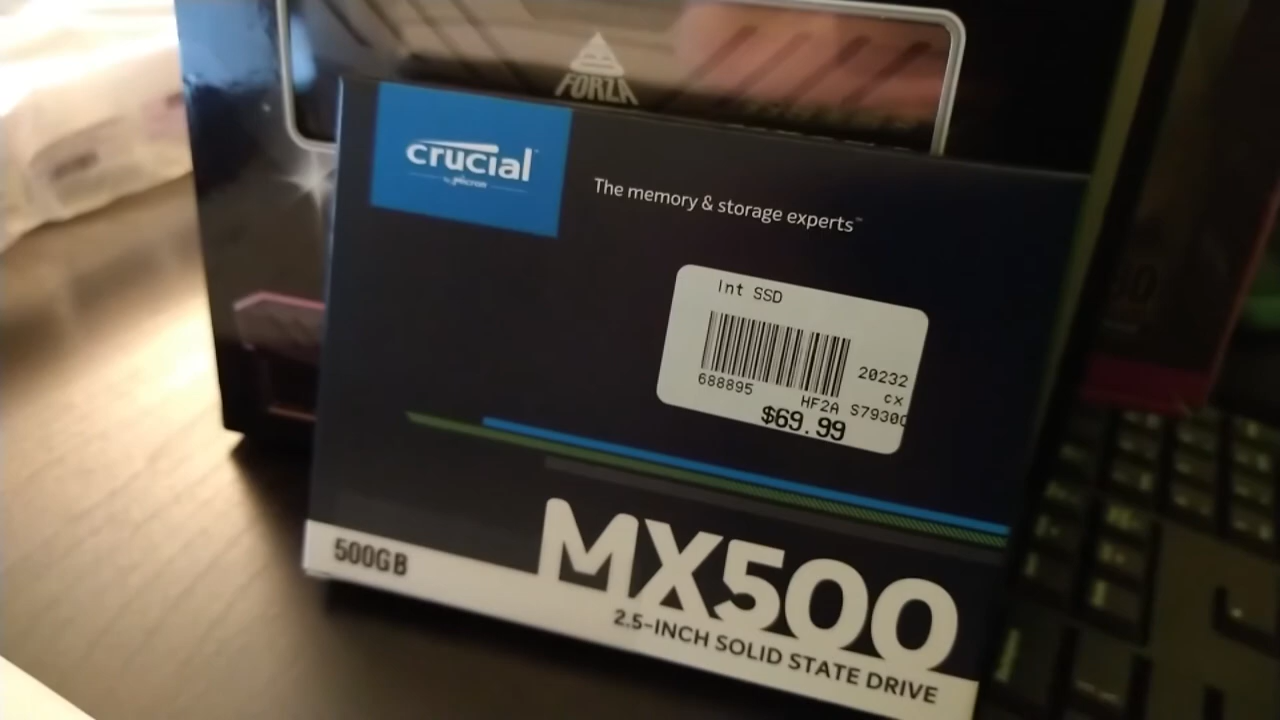 FORZA
crucial
by micron
The memory & storage experts™
Int SSD
688895
20232
cx
HF2A S7930C
$69.99
500GB
MX500
2.5-INCH SOLID STATE DRIVE